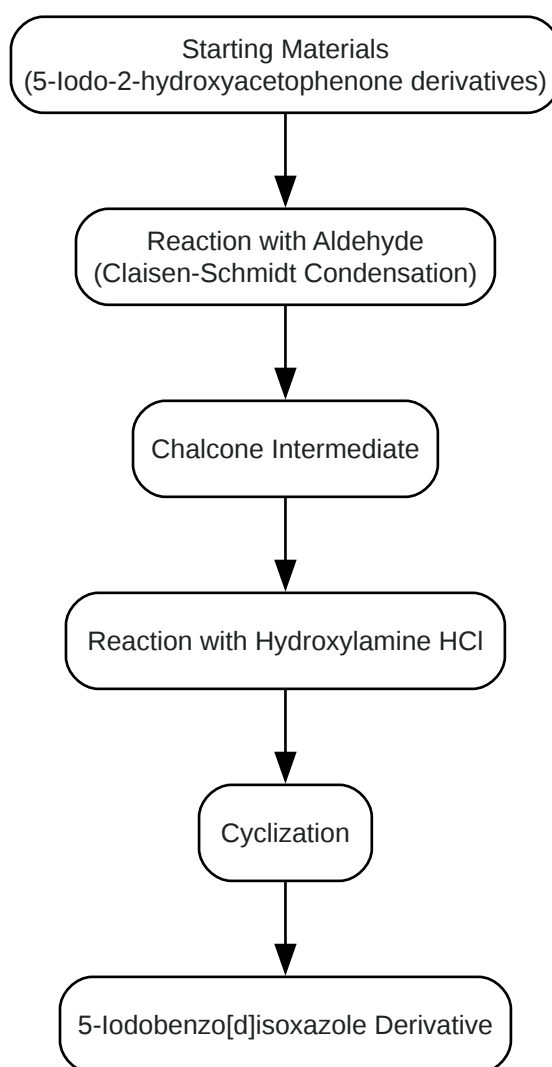 Starting Materials
(5-Iodo-2-hydroxyacetophenone derivatives)
Reaction with Aldehyde
(Claisen-Schmidt Condensation)
Chalcone Intermediate
Reaction with Hydroxylamine HCl
Cyclization
5-Iodobenzo[d]isoxazole Derivative